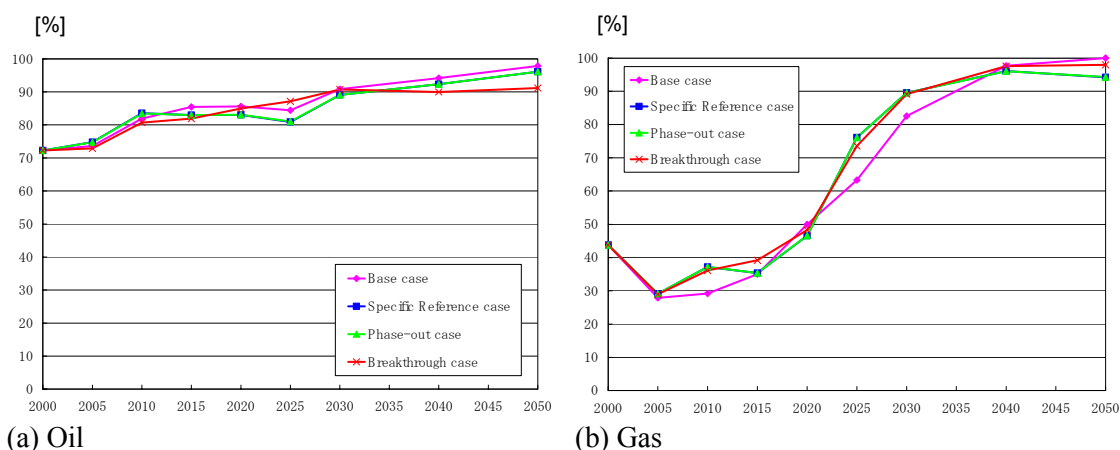 [%]
100
90
80
70
60
50
40
30
20
10
0
2000 2005 2010 2015 2020 2025 2030 2035 2040 2045 2050
Base case
Specific Reference case
Phase-out case
Breakthrough case
(a) Oil
[%]
100
90
80
70
60
50
40
30
20
10
0
2000 2005 2010 2015 2020 2025 2030 2035 2040 2045 2050
Base case
Specific Reference case
Phase-out case
Breakthrough case
(b) Gas